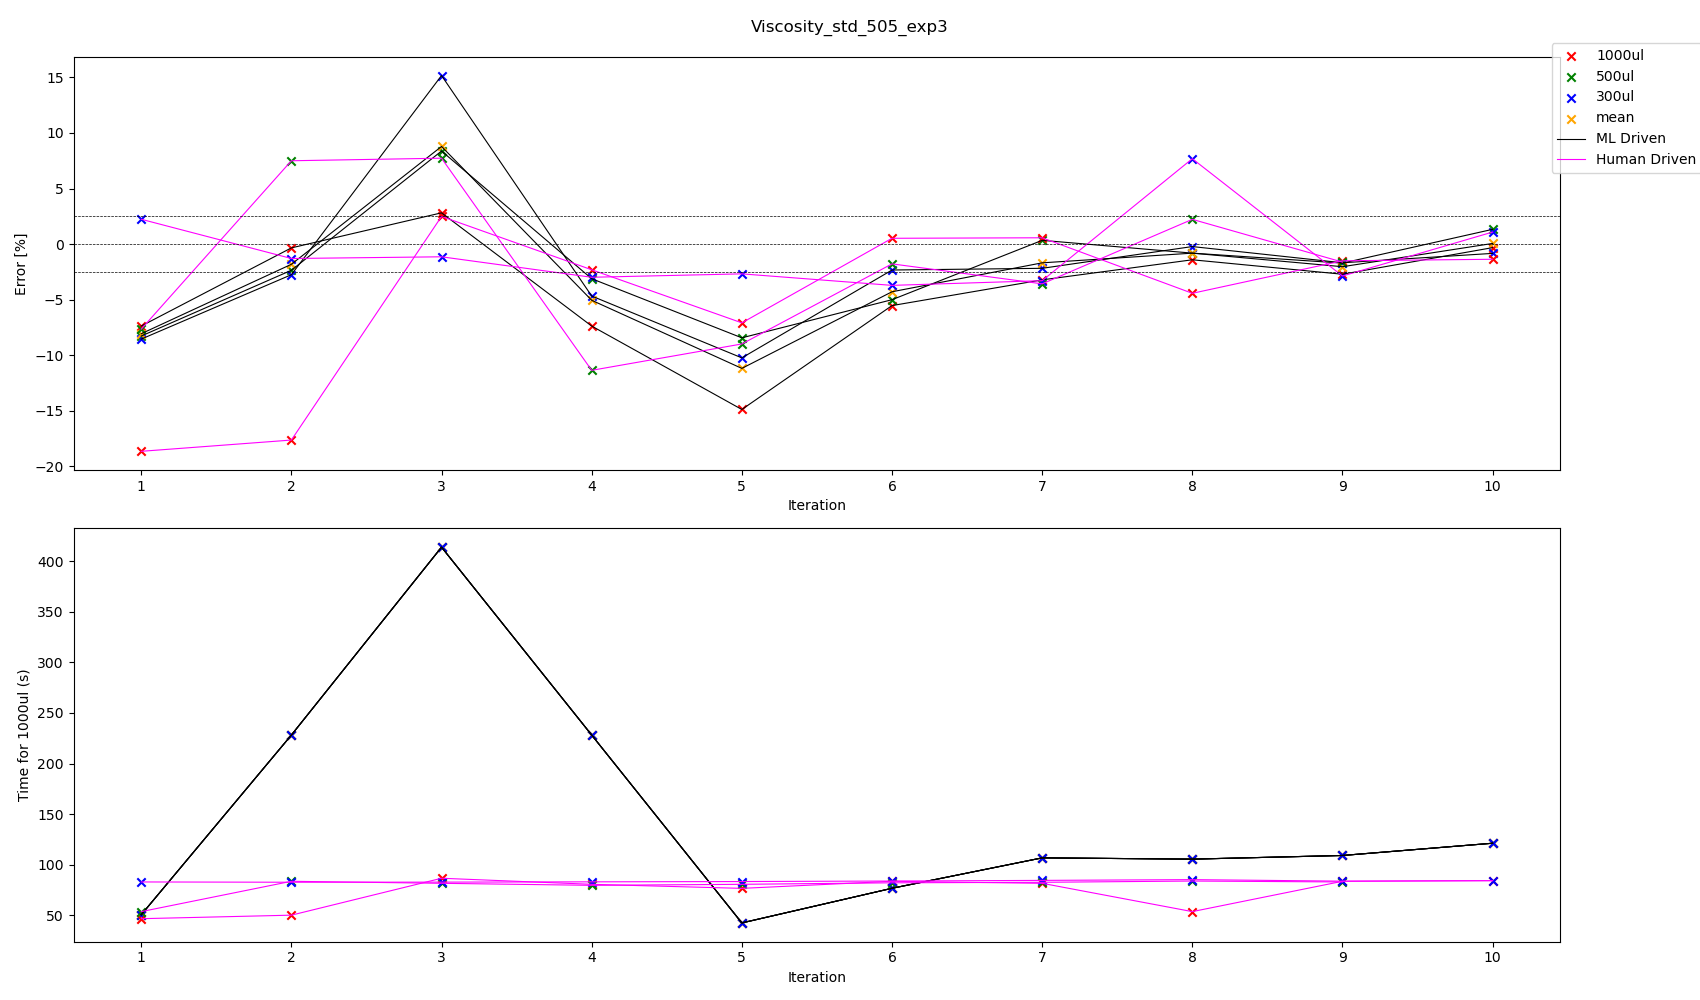 Viscosity_std_505_exp3
1000ul
500ul
300ul
mean
ML Driven
Human Driven
Error [%]
15
10
5
0
−5
−10
−15
−20
1 2 3 4 5 6 7 8 9 10
Iteration
Time for 1000ul (s)
400
350
300
250
200
150
100
50
1 2 3 4 5 6 7 8 9 10
Iteration